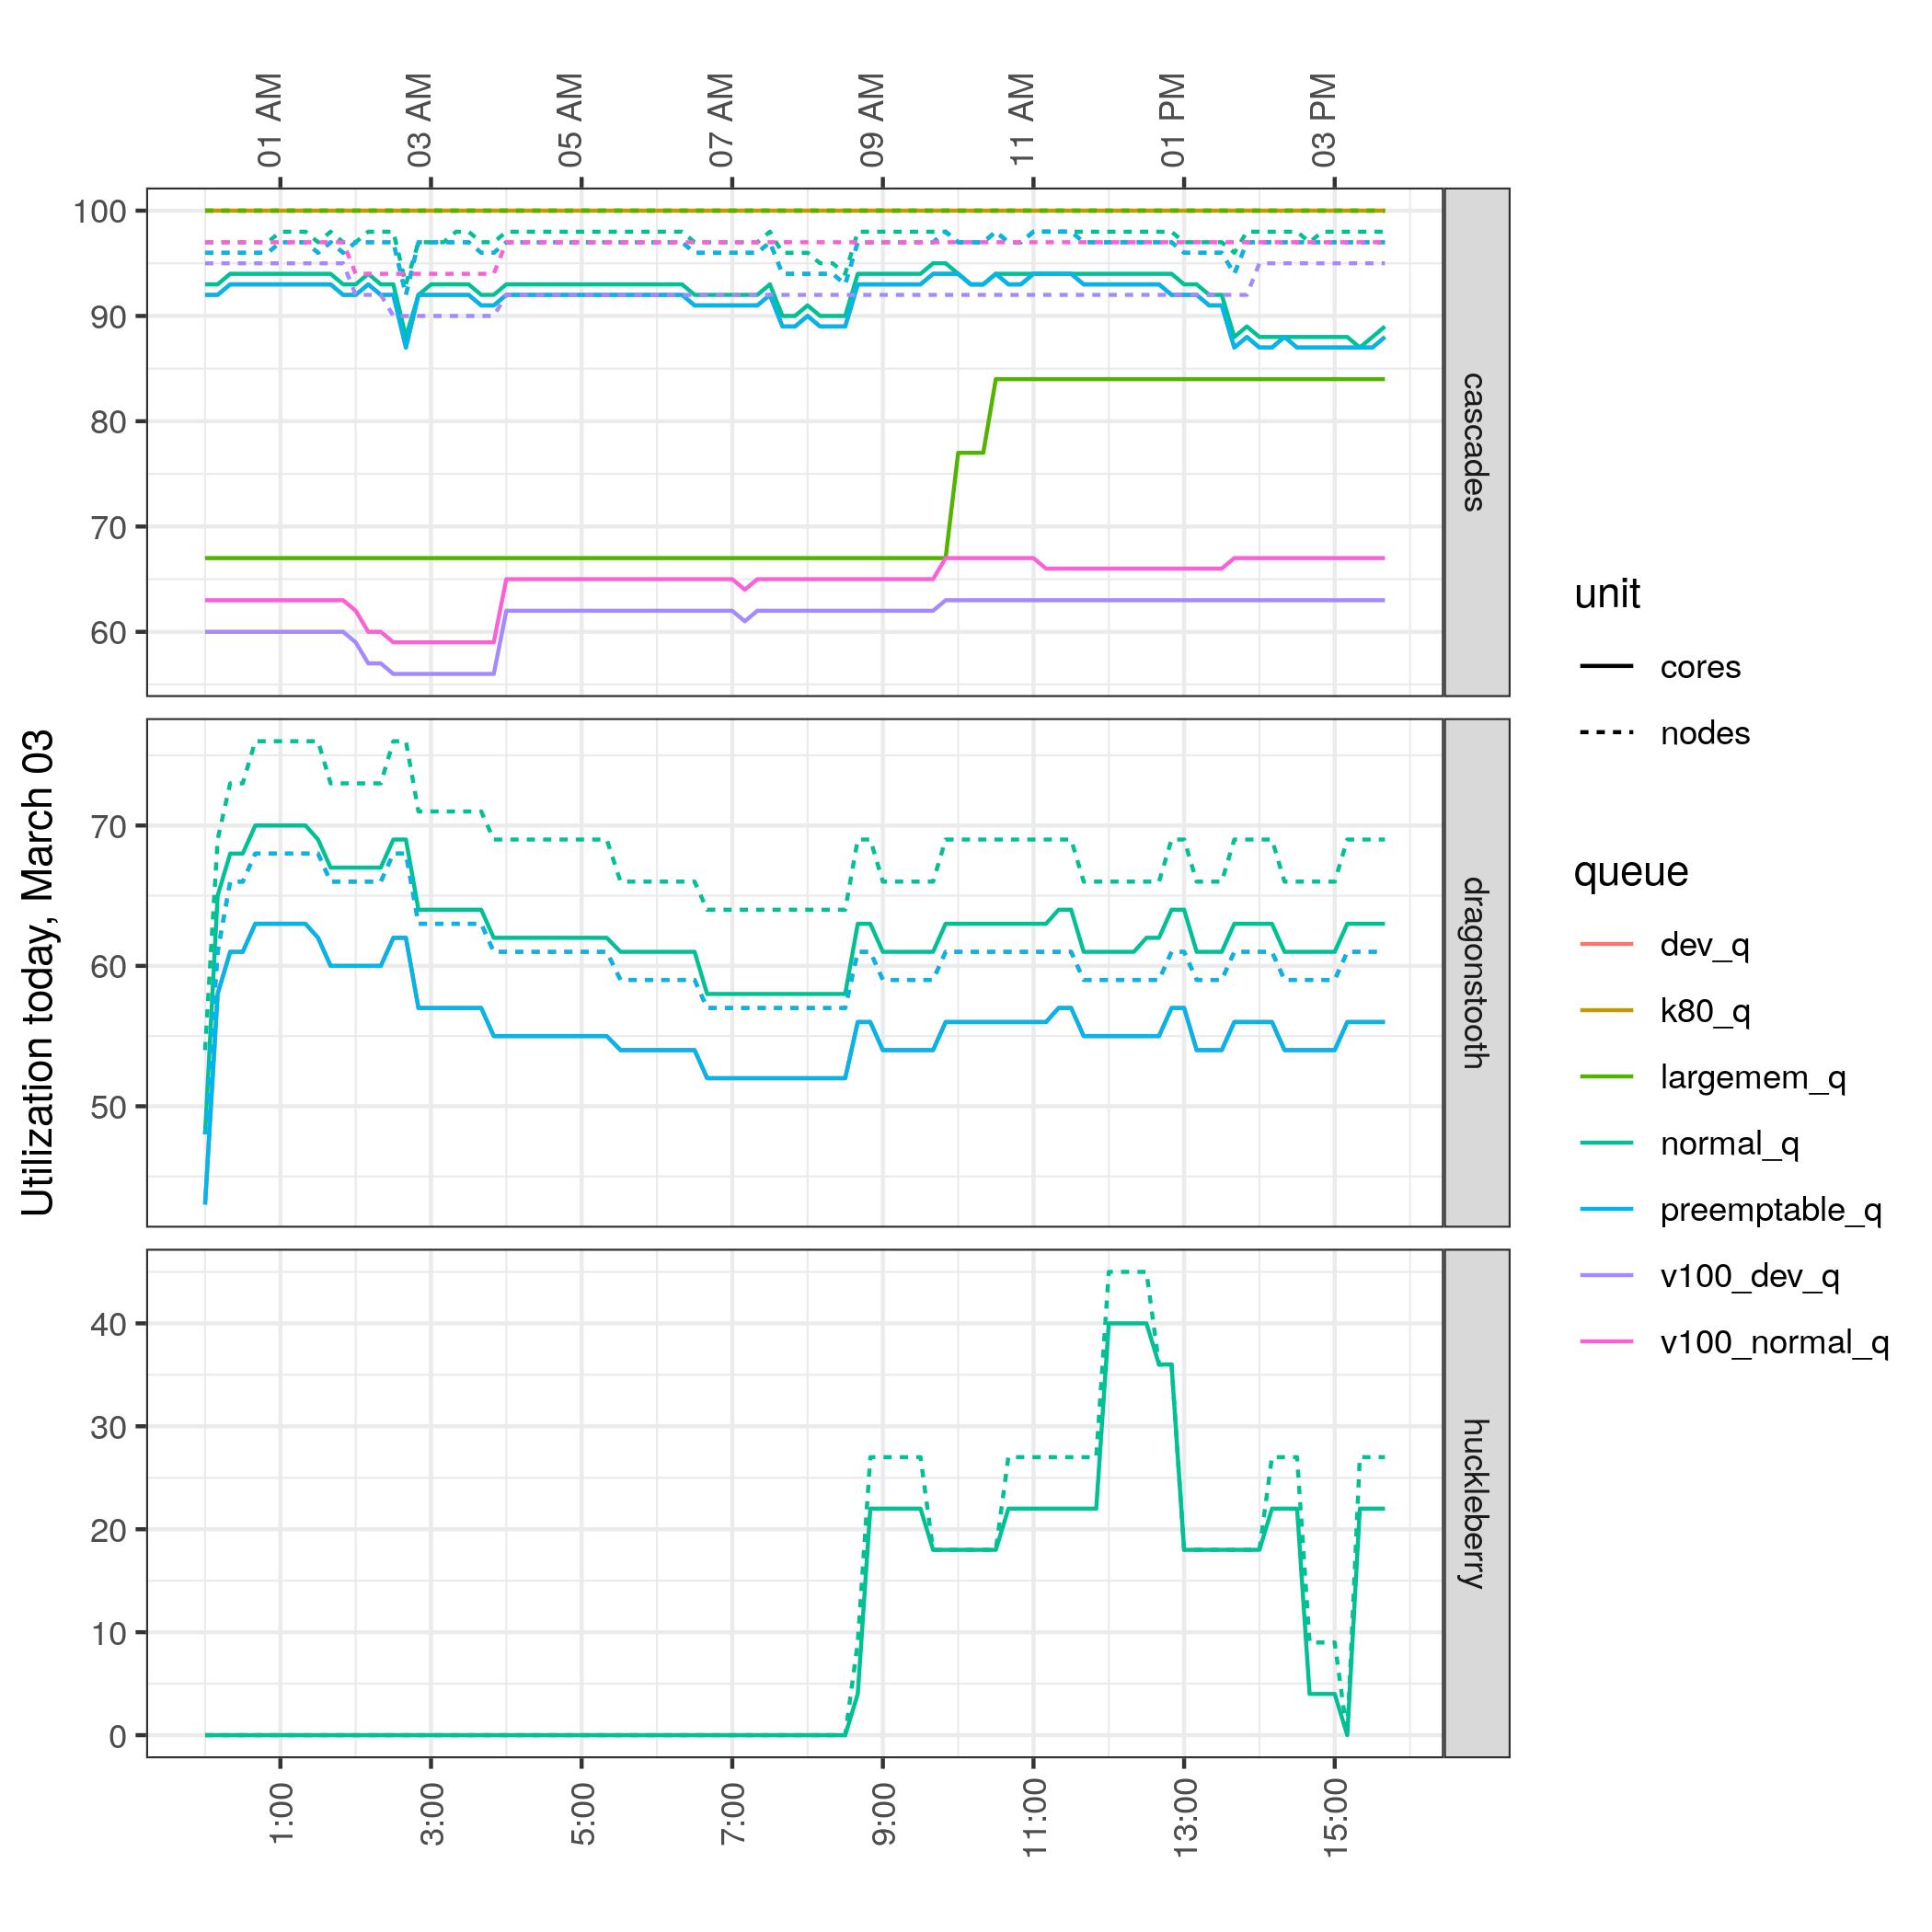 01 AM
03 AM
05 AM
07 AM
09 AM
11 AM
01 PM
03 PM
Utilization today, March 03
100
90
80
70
60
cascades
70
60
50
dragonstooth
40
30
20
10
0
huckleberry
1:00
3:00
5:00
7:00
9:00
11:00
13:00
15:00
unit
cores
nodes
queue
dev_q
k80_q
largemem_q
normal_q
preemptable_q
v100_dev_q
v100_normal_q